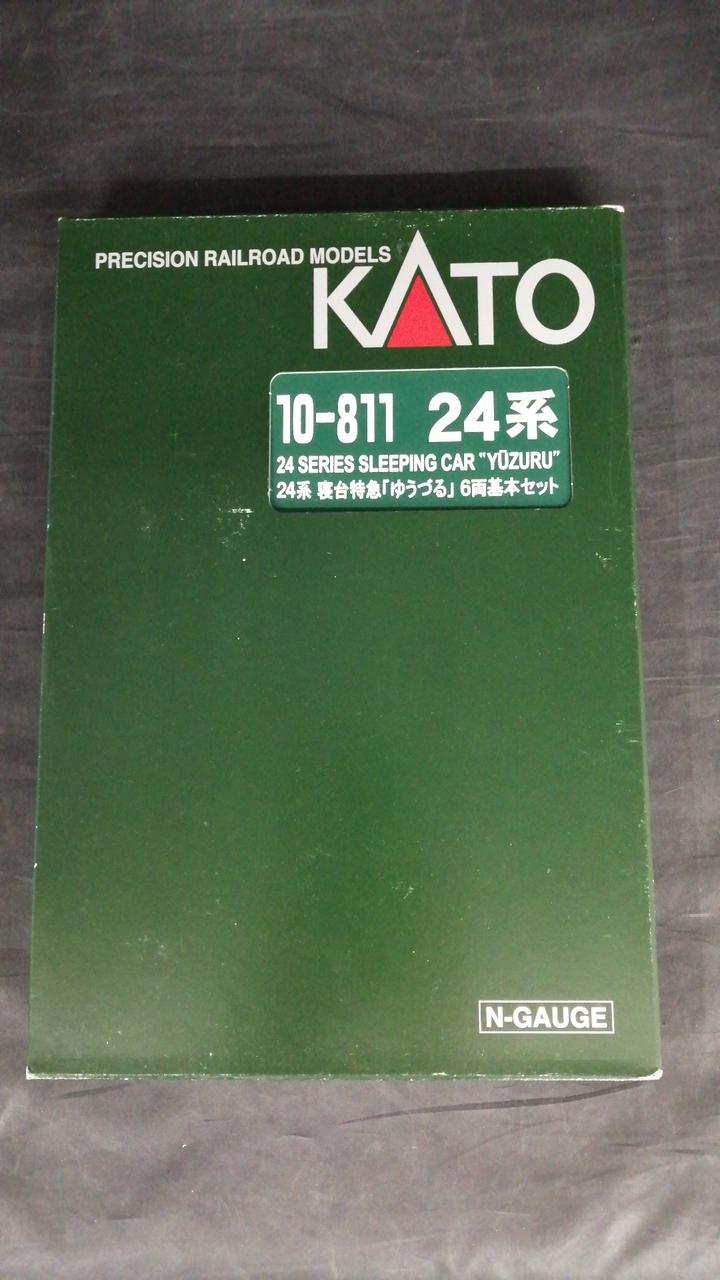 PRECISION RAILROAD MODELS
KATO
10-811 24系
24 SERIES SLEEPING CAR "YŪZURU"
24系 寝台特急「ゆうづる」 6両基本セット
N-GAUGE